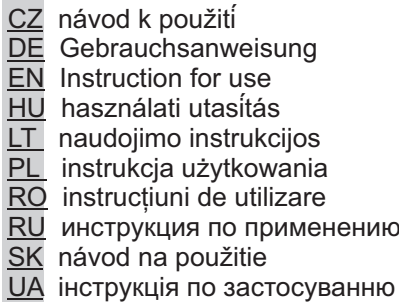 CZ návod k použití
DE Gebrauchsanweisung
EN Instruction for use
HU használati utasítás
LT naudojimo instrukcijos
PL instrukcja użytkowania
RO instrucțiuni de utilizare
RU инструкция по применению
SK návod na použitie
UA інструкція по застосуванню